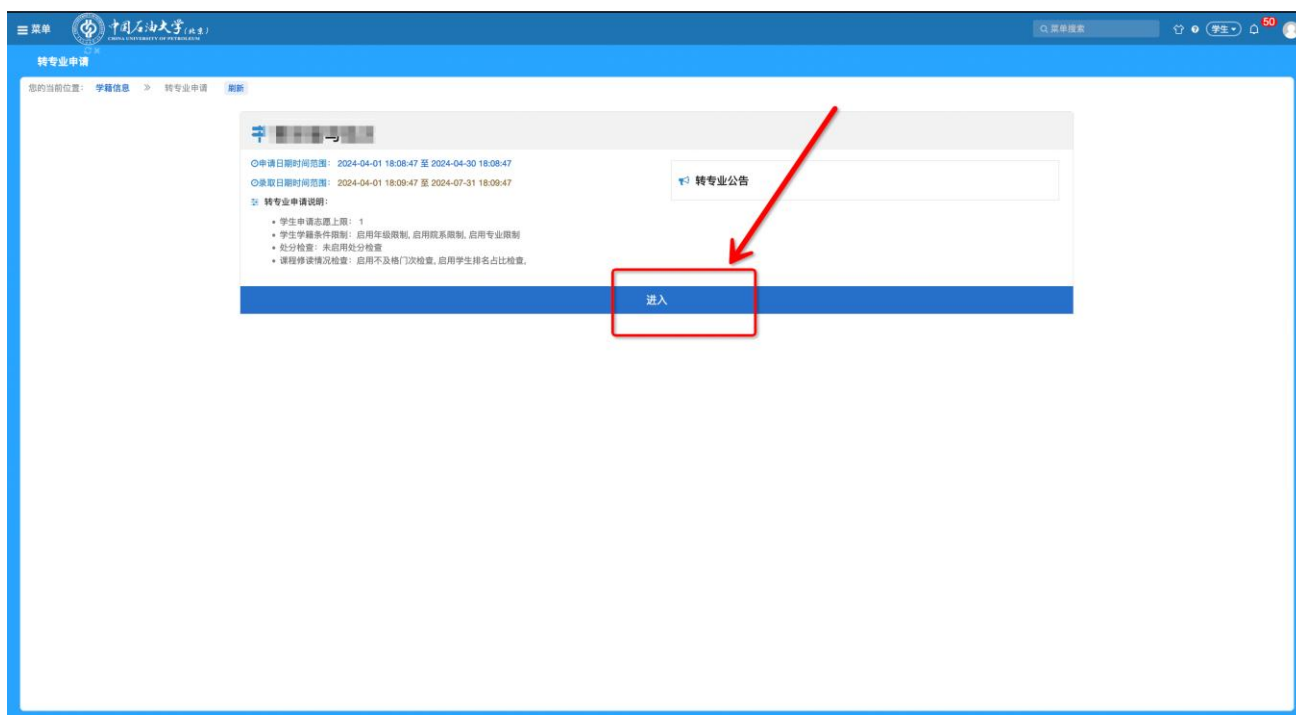 菜单 中国石油大学(北京) 菜单搜索 学生 50
CHINA UNIVERSITY OF PETROLEUM
转专业申请
您的当前位置： 学籍信息 » 转专业申请 刷新
与
申请日期时间范围： 2024-04-01 18:08:47 至 2024-04-30 18:08:47
转专业公告
录取日期时间范围： 2024-04-01 18:09:47 至 2024-07-31 18:09:47
转专业申请说明：
• 学生申请志愿上限： 1
• 学生学籍条件限制： 启用年级限制, 启用院系限制, 启用专业限制
• 处分检查： 未启用处分检查
• 课程修读情况检查： 启用不及格门次检查, 启用学生排名占比检查,
进入